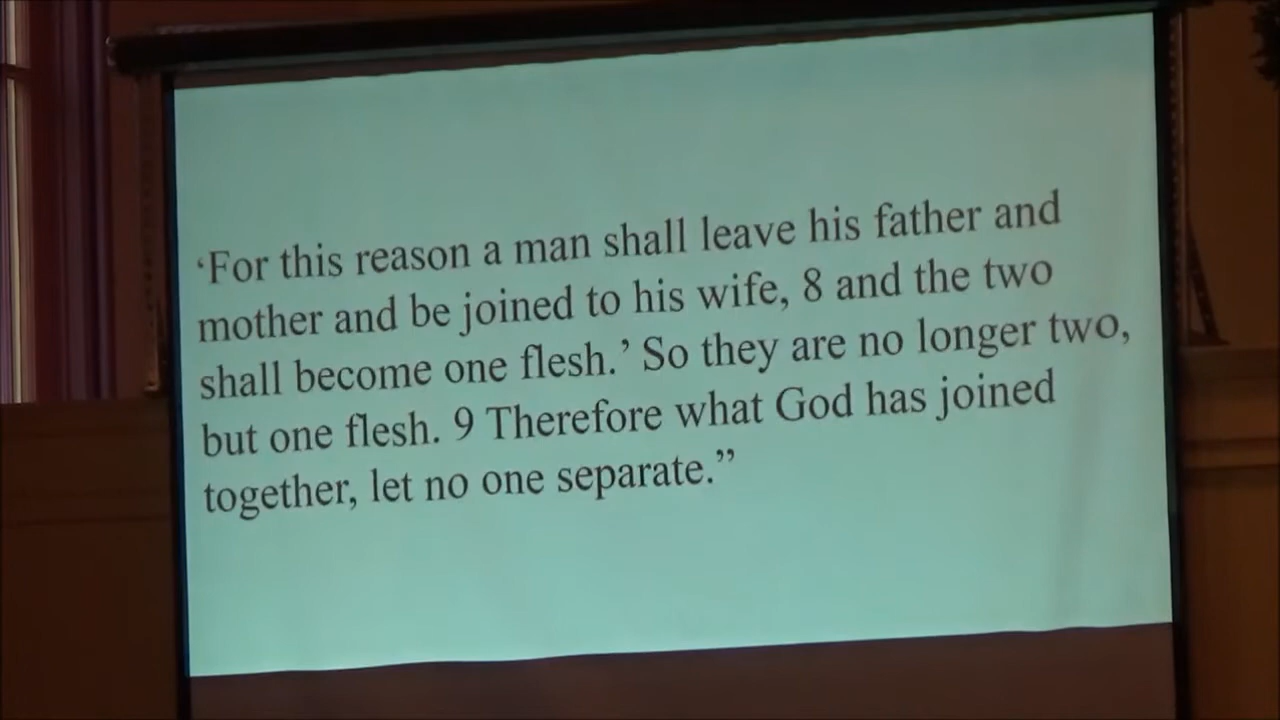 ‘For this reason a man shall leave his father and
mother and be joined to his wife, 8 and the two
shall become one flesh.’ So they are no longer two,
but one flesh. 9 Therefore what God has joined
together, let no one separate.”